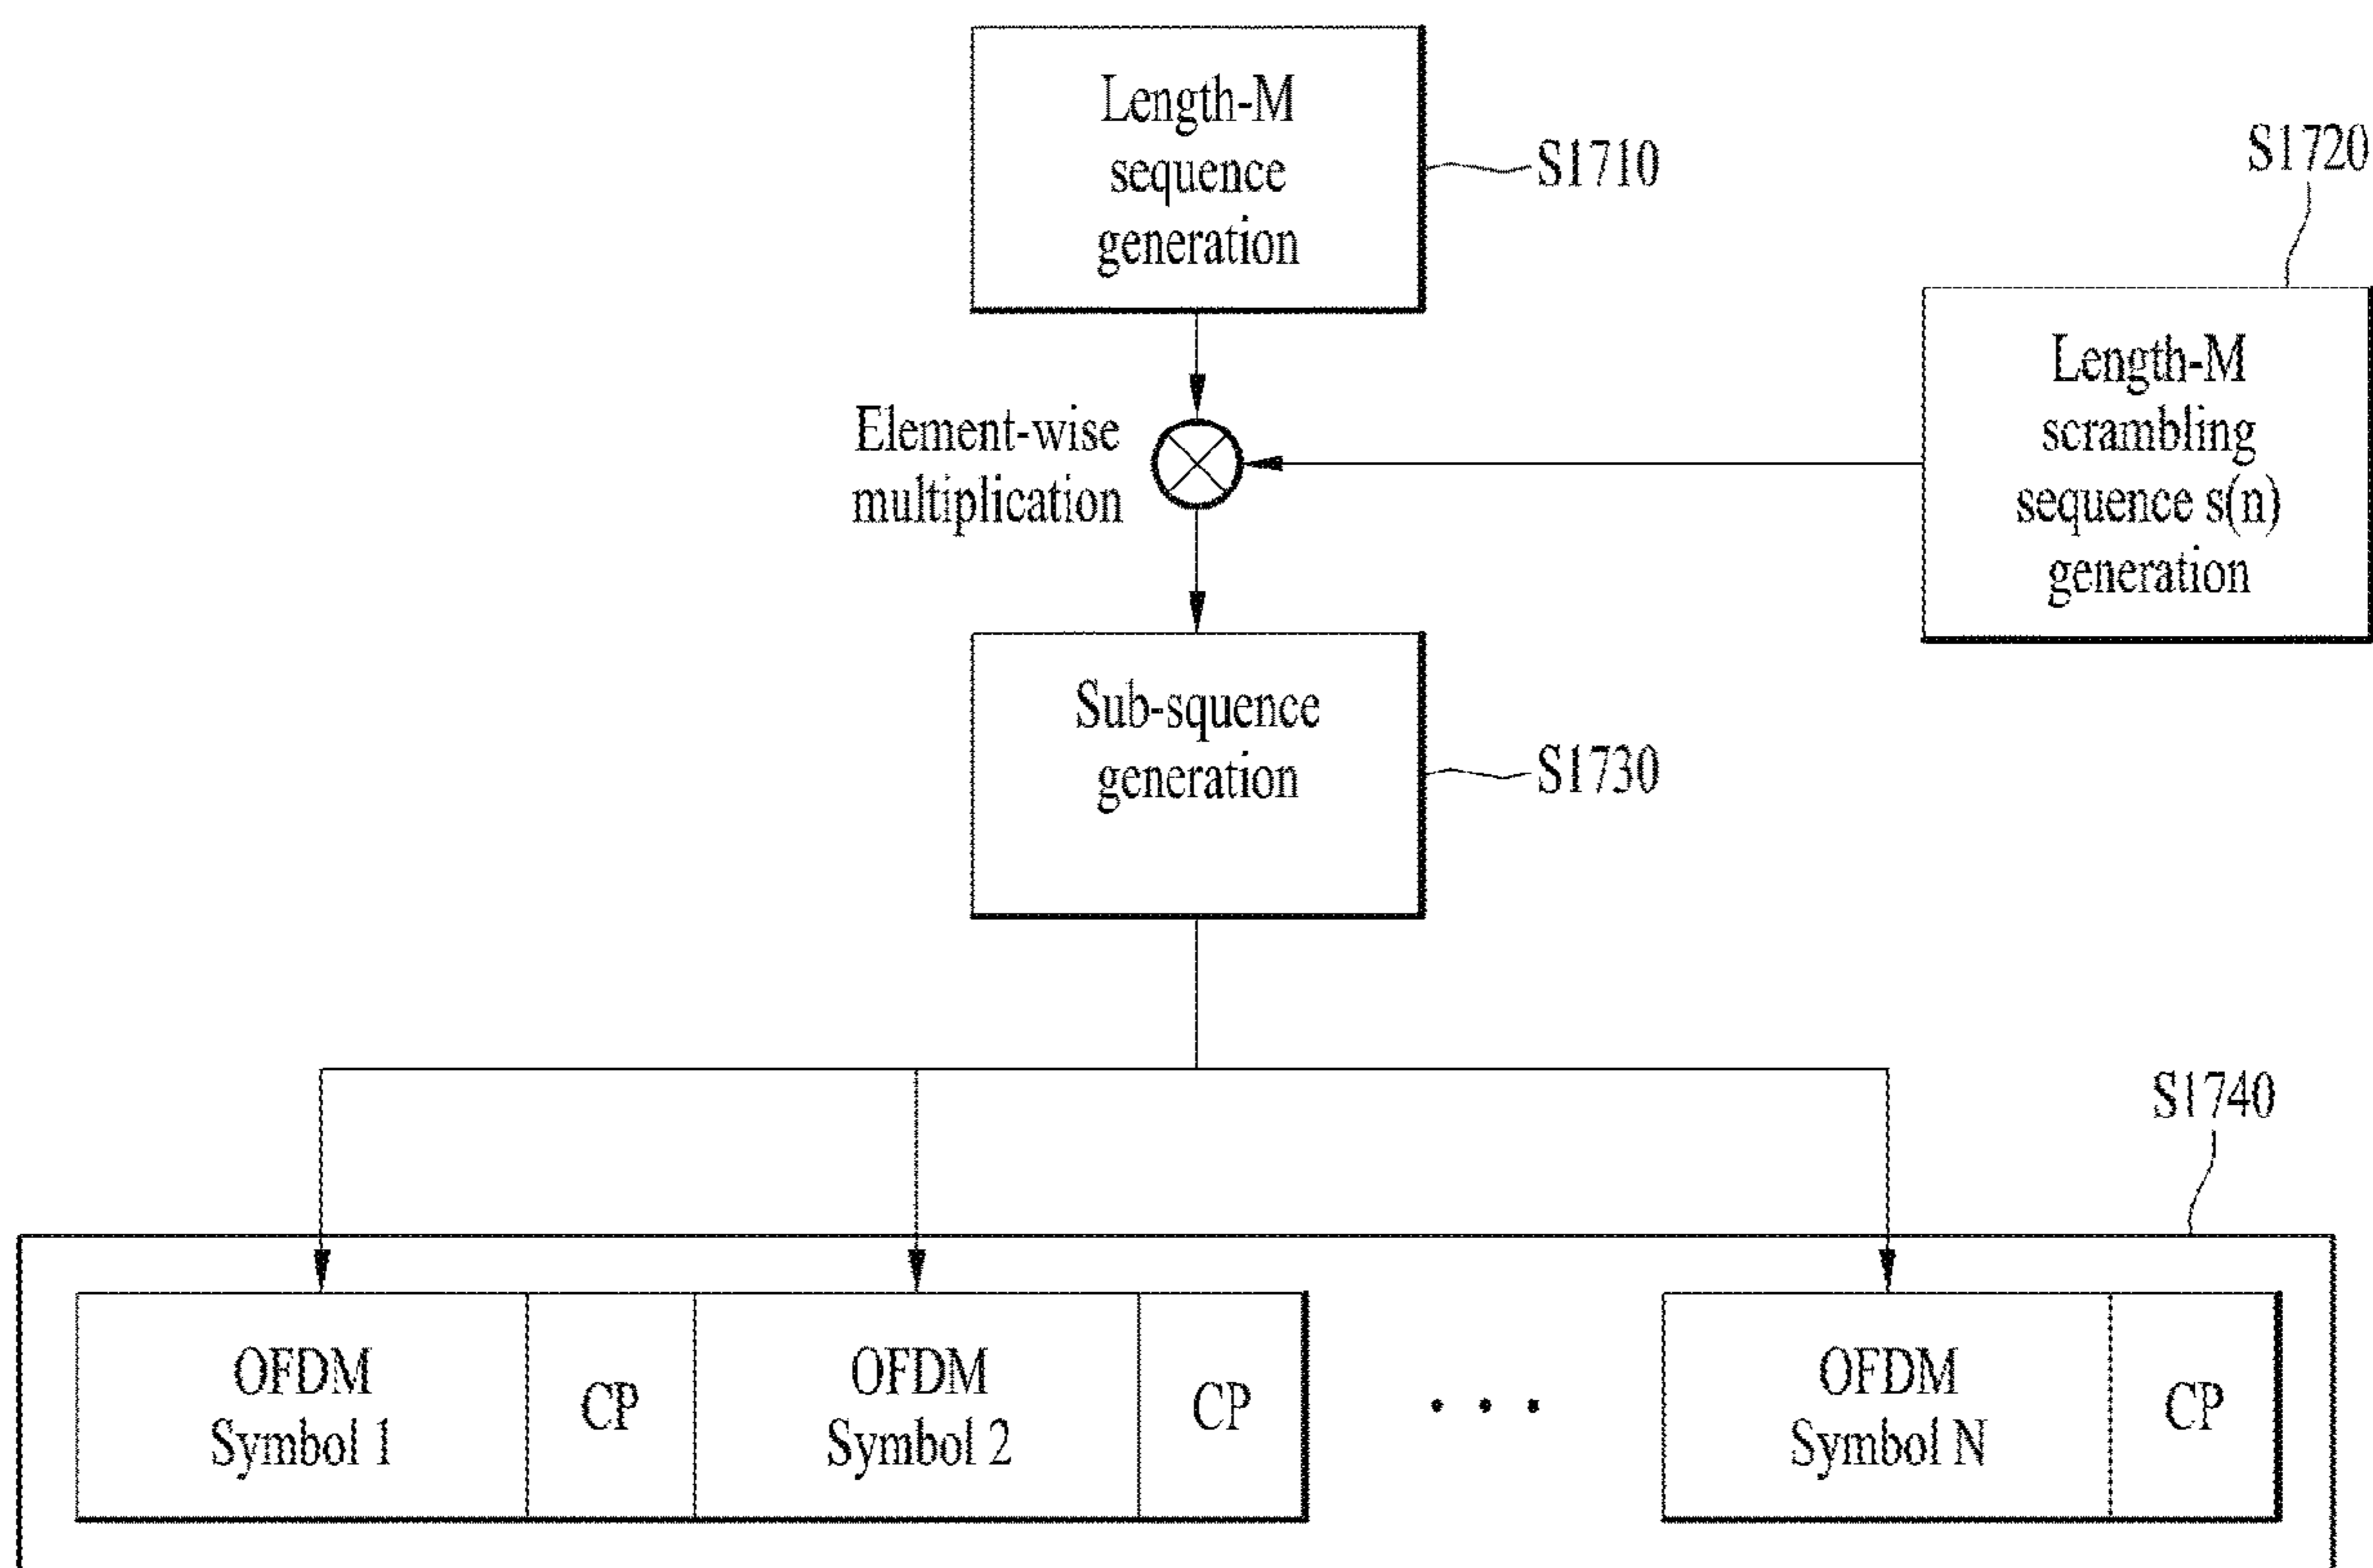 Length-M
sequence
generation
S1710
S1720
Length-M
scrambling
sequence s(n)
generation
Element-wise
multiplication
Sub-squence
generation
S1730
S1740
OFDM
Symbol 1
CP
OFDM
Symbol 2
CP
• • •
OFDM
Symbol N
CP